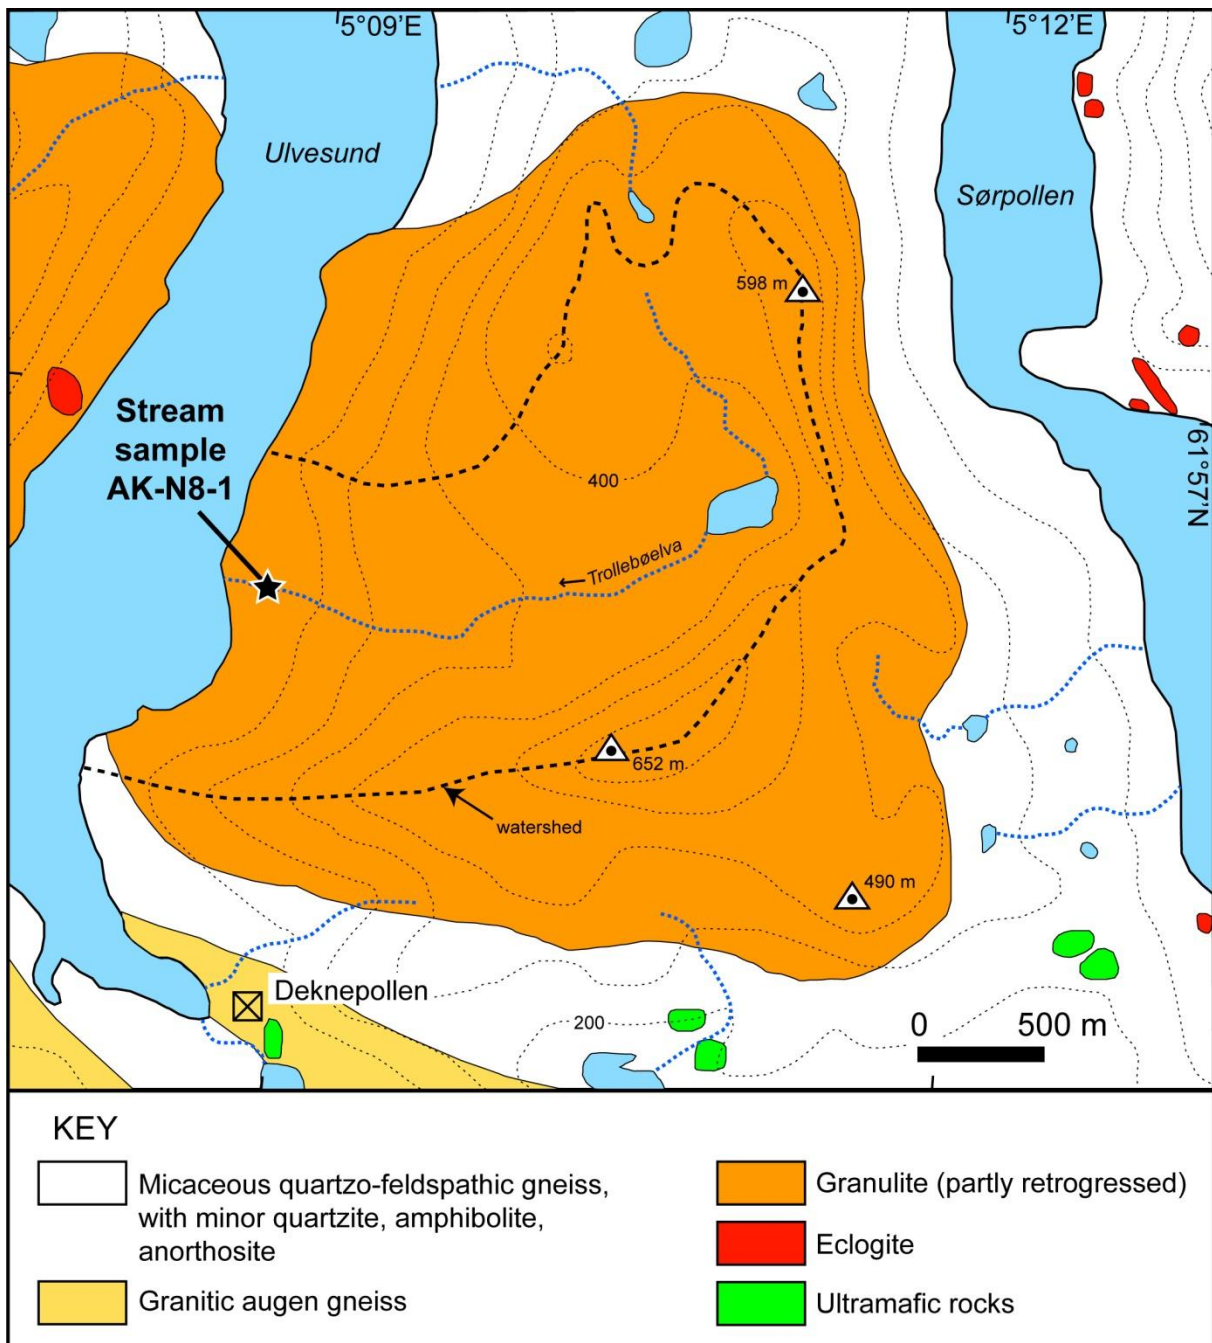 5°09'E
5°12'E
Ulvesund
Sørpollen
598 m
Stream
sample
AK-N8-1
61°57'N
400
Trollebøelva
652 m
watershed
490 m
Deknepollen
200
0 500 m
KEY
Micaceous quartzo-feldspathic gneiss,
with minor quartzite, amphibolite,
anorthosite
Granitic augen gneiss
Granulite (partly retrogressed)
Eclogite
Ultramafic rocks